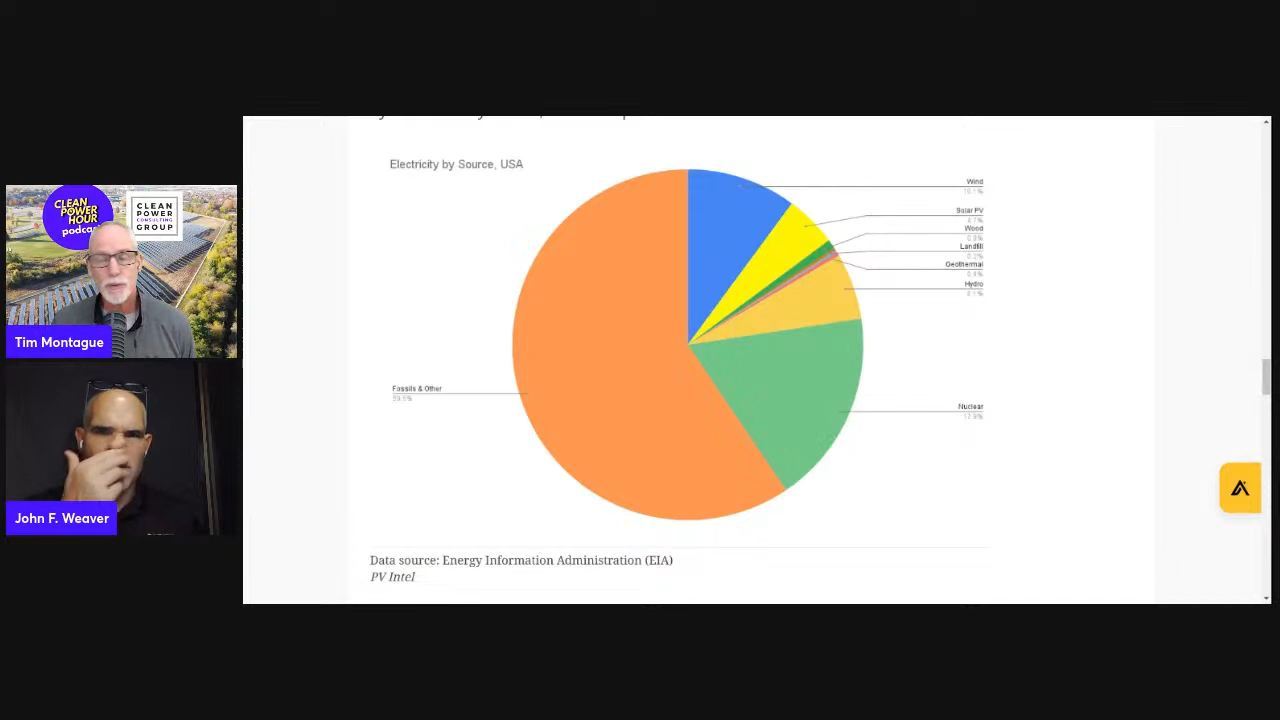 CLEAN
POWER
HOUR
CLEAN
POWER
CONSULTING
GROUP
Tim Montague
John F. Weaver
Electricity by Source, USA
Wind
Solar PV
Wood
Landfill
Geothermal
Hydro
Nuclear
Fossils & Other
Data source: Energy Information Administration (EIA)
PV Intel